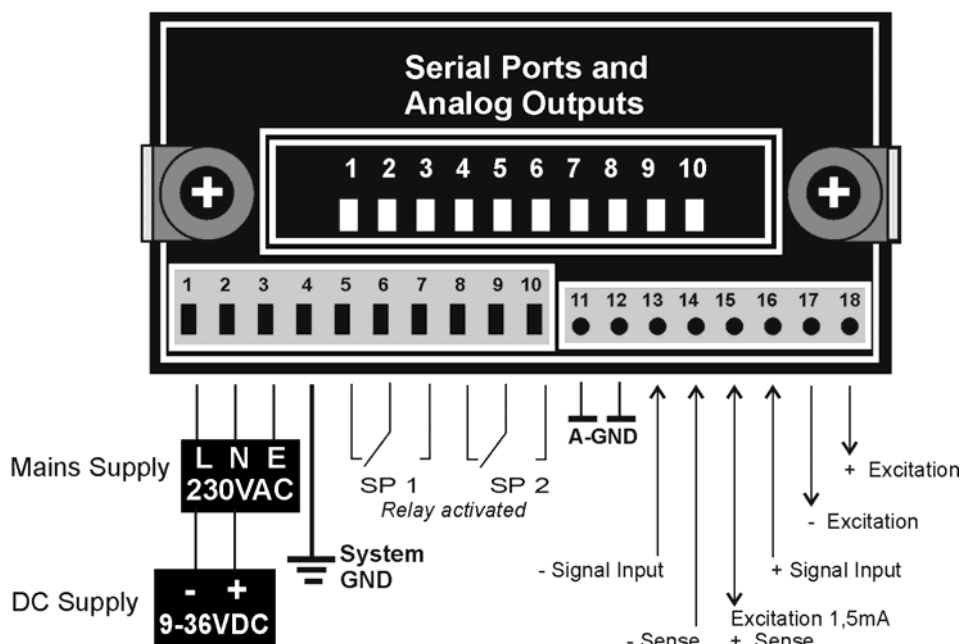 Serial Ports and
Analog Outputs
1 2 3 4 5 6 7 8 9 10
1 2 3 4 5 6 7 8 9 10
11 12 13 14 15 16 17 18
Mains Supply
L N E
230VAC
SP 1
SP 2
Relay activated
A-GND
+ Excitation
- Excitation
System
GND
- Signal Input
+ Signal Input
DC Supply
- +
9-36VDC
Excitation 1,5mA
- Sense
+ Sense